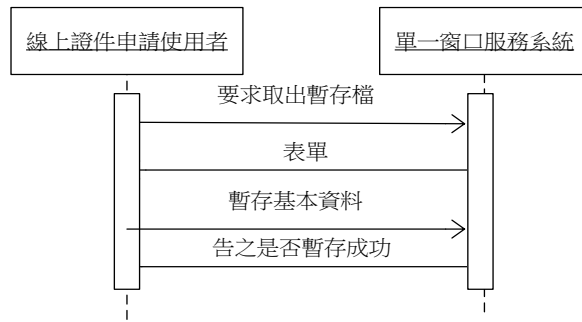 線上證件申請使用者
單一窗口服務系統
要求取出暫存檔
表單
暫存基本資料
告之是否暫存成功